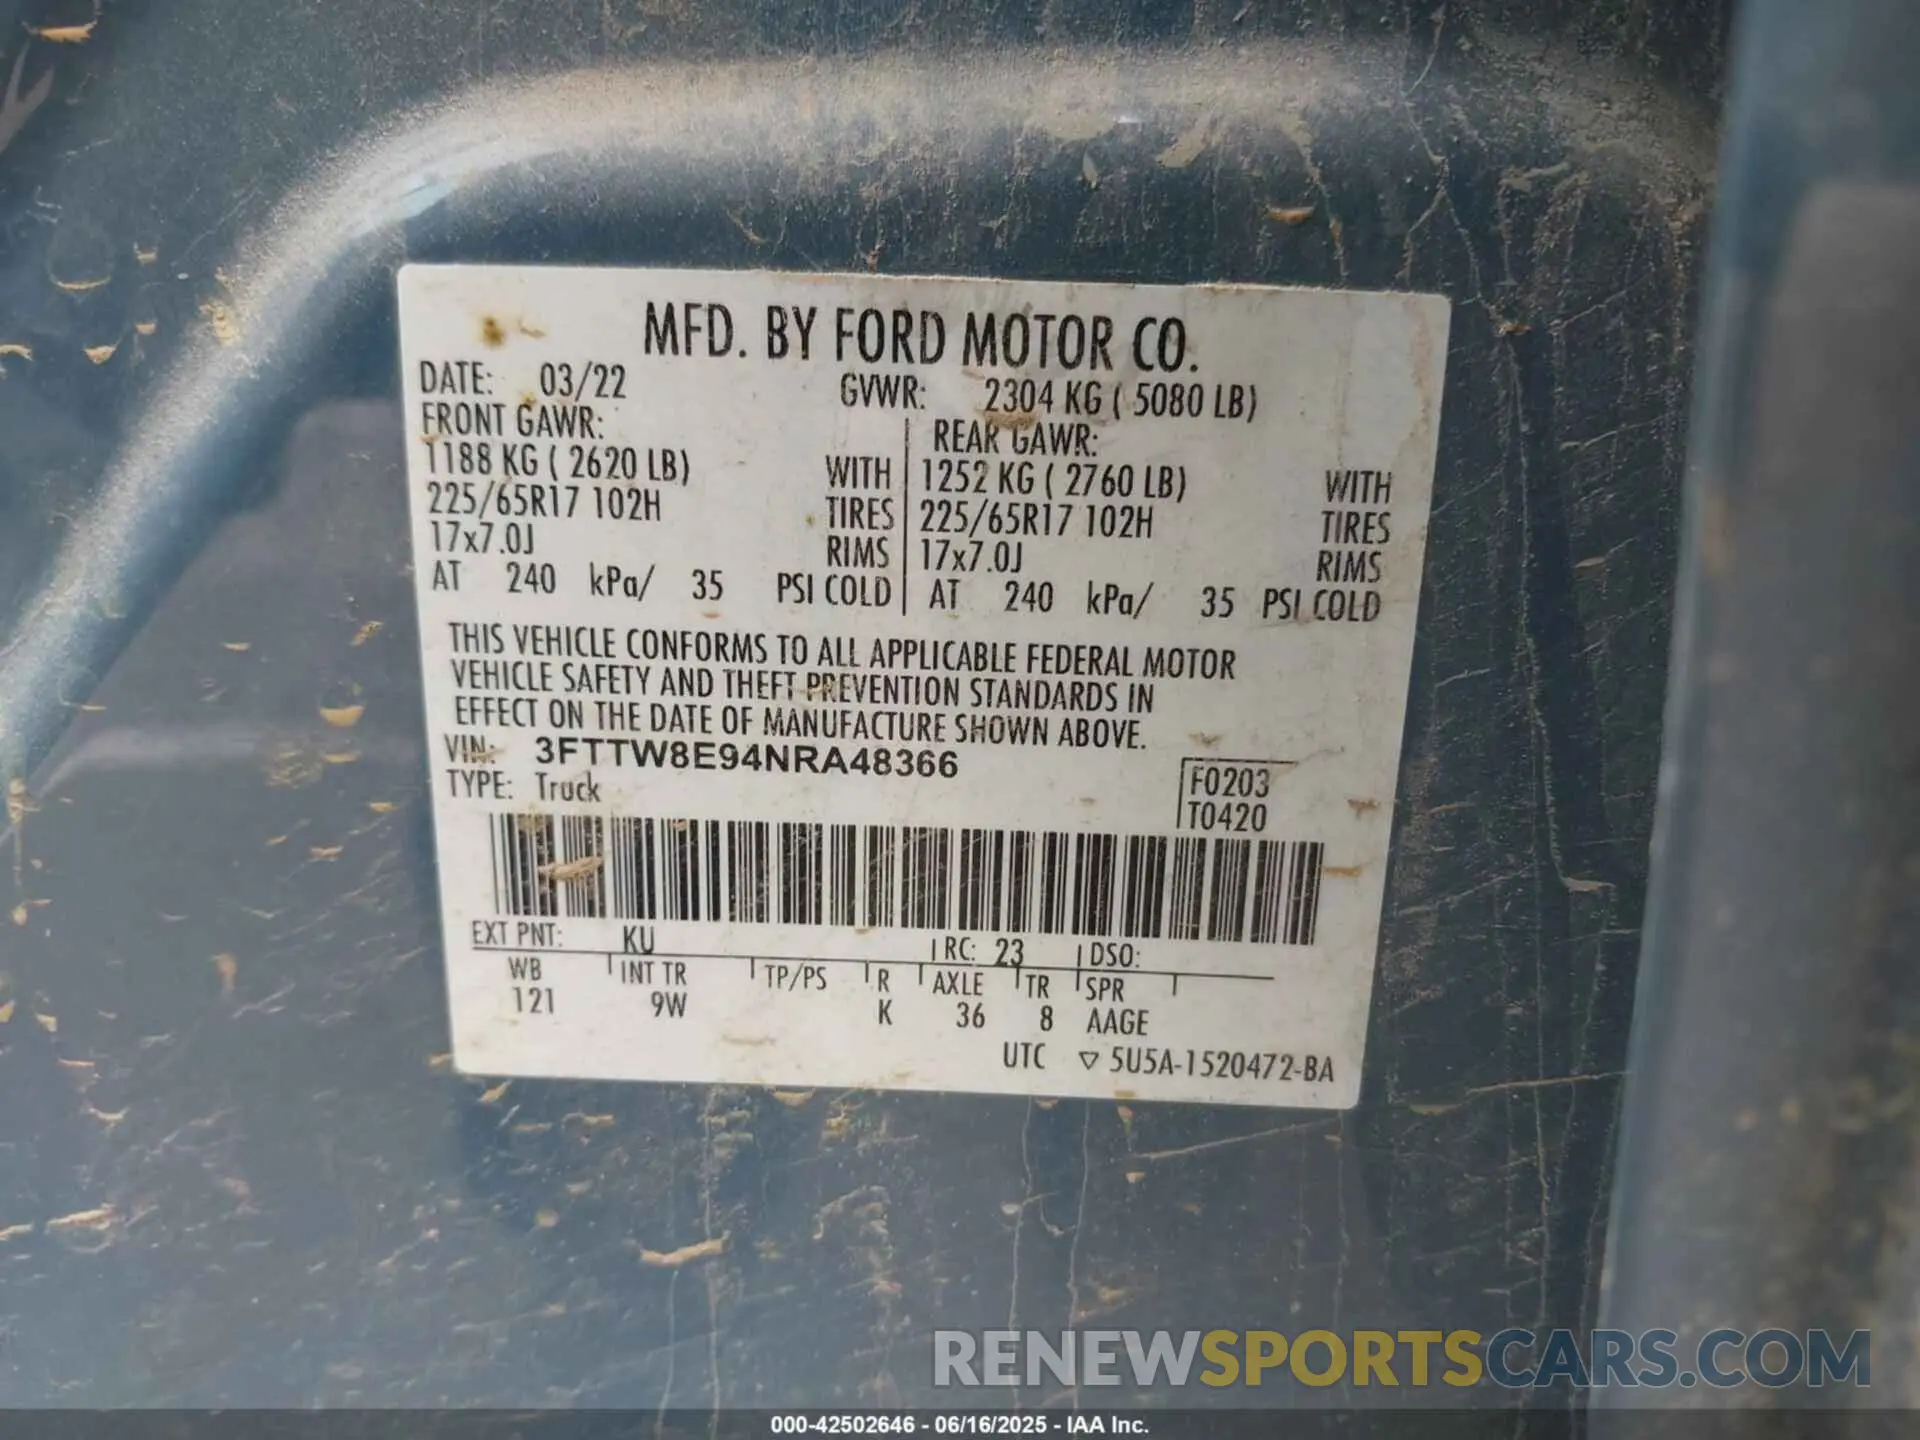 MFD. BY FORD MOTOR CO.
DATE: 03/22 GVWR: 2304 KG ( 5080 LB)
FRONT GAWR: REAR GAWR:
1188 KG ( 2620 LB) WITH 1252 KG ( 2760 LB) WITH
225/65R17 102H TIRES 225/65R17 102H TIRES
17x7.0J RIMS 17x7.0J RIMS
AT 240 kPa/ 35 PSI COLD AT 240 kPa/ 35 PSI COLD
THIS VEHICLE CONFORMS TO ALL APPLICABLE FEDERAL MOTOR
VEHICLE SAFETY AND THEFT PREVENTION STANDARDS IN
EFFECT ON THE DATE OF MANUFACTURE SHOWN ABOVE.
VIN: 3FTTW8E94NRA48366
TYPE: Truck
F0203
T0420
EXT PNT: KU RC: 23 DSO:
WB INT TR TP/PS R AXLE TR SPR
121 9W K 36 8 AAGE
UTC ▽ 5U5A-1520472-BA
RENEWSPORTSCARS.COM
000-42502646 - 06/16/2025 - IAA Inc.